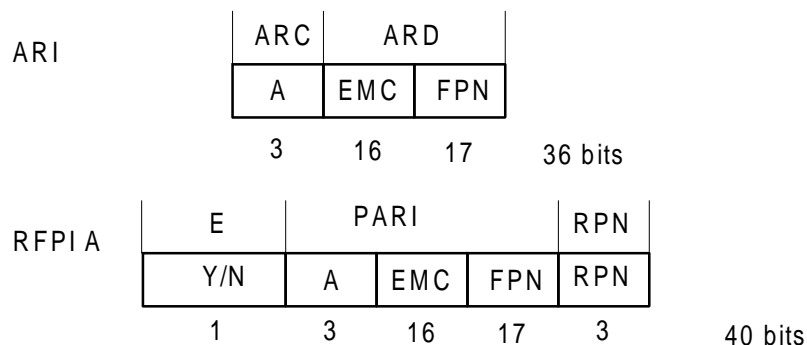 ARC ARD
ARI
A EMC FPN
3 16 17 36 bits
E PARI RPN
RFPI A
Y/N A EMC FPN RPN
1 3 16 17 3 40 bits